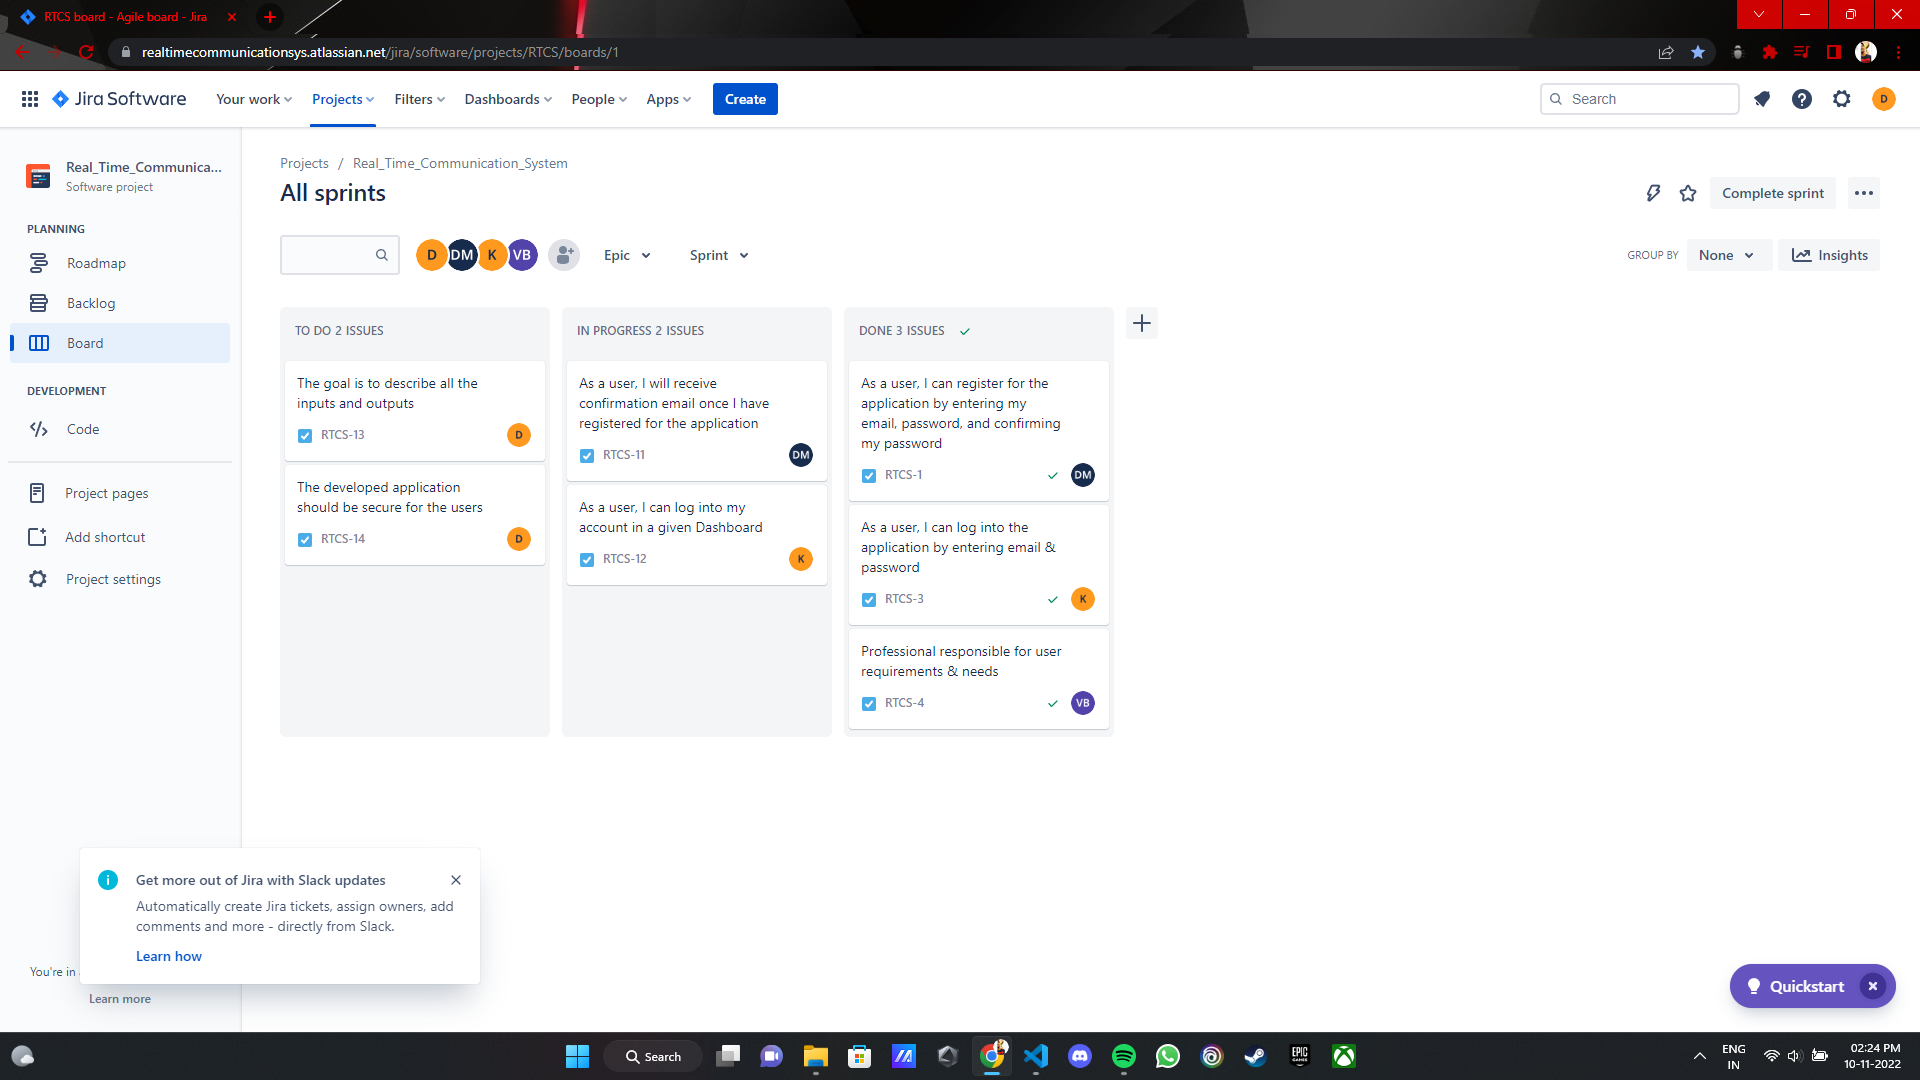 RTCS board - Agile board - Jira
realtimecommunicationsys.atlassian.net/jira/software/projects/RTCS/boards/1
Jira Software
Your work
Projects
Filters
Dashboards
People
Apps
Create
Search
D
Real_Time_Communica...
Software project
PLANNING
Roadmap
Backlog
Board
DEVELOPMENT
Code
Project pages
Add shortcut
Project settings
Projects / Real_Time_Communication_System
All sprints
Complete sprint
D DM K VB
Epic
Sprint
GROUP BY
None
Insights
TO DO 2 ISSUES
The goal is to describe all the
inputs and outputs
RTCS-13
D
The developed application
should be secure for the users
RTCS-14
D
IN PROGRESS 2 ISSUES
As a user, I will receive
confirmation email once I have
registered for the application
RTCS-11
DM
As a user, I can log into my
account in a given Dashboard
RTCS-12
K
DONE 3 ISSUES
As a user, I can register for the
application by entering my
email, password, and confirming
my password
RTCS-1
DM
As a user, I can log into the
application by entering email &
password
RTCS-3
K
Professional responsible for user
requirements & needs
RTCS-4
VB
Get more out of Jira with Slack updates
Automatically create Jira tickets, assign owners, add
comments and more - directly from Slack.
Learn how
You're in
Learn more
Quickstart
Search
EPIC
GAMES
ENG
IN
02:24 PM
10-11-2022